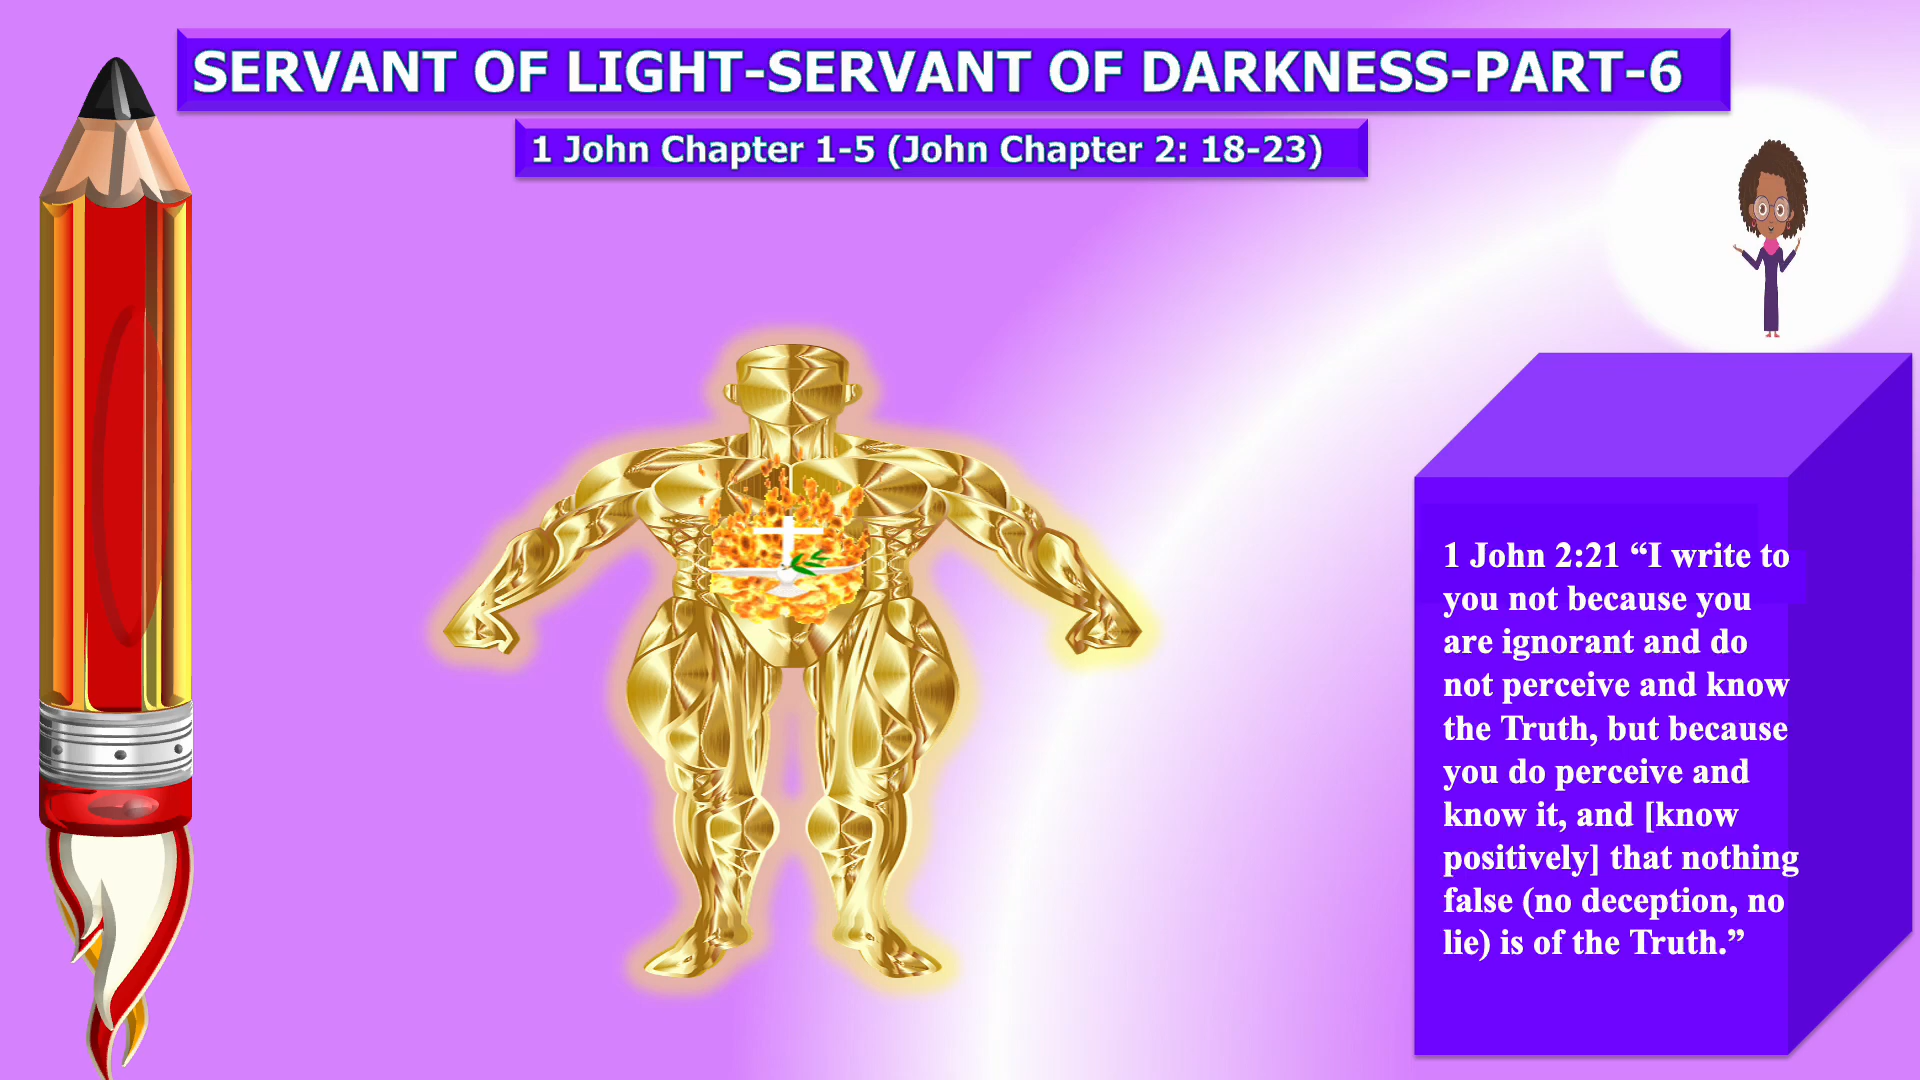 SERVANT OF LIGHT-SERVANT OF DARKNESS-PART-6
1 John Chapter 1-5 (John Chapter 2: 18-23)
1 John 2:21 “I write to
you not because you
are ignorant and do
not perceive and know
the Truth, but because
you do perceive and
know it, and [know
positively] that nothing
false (no deception, no
lie) is of the Truth.”